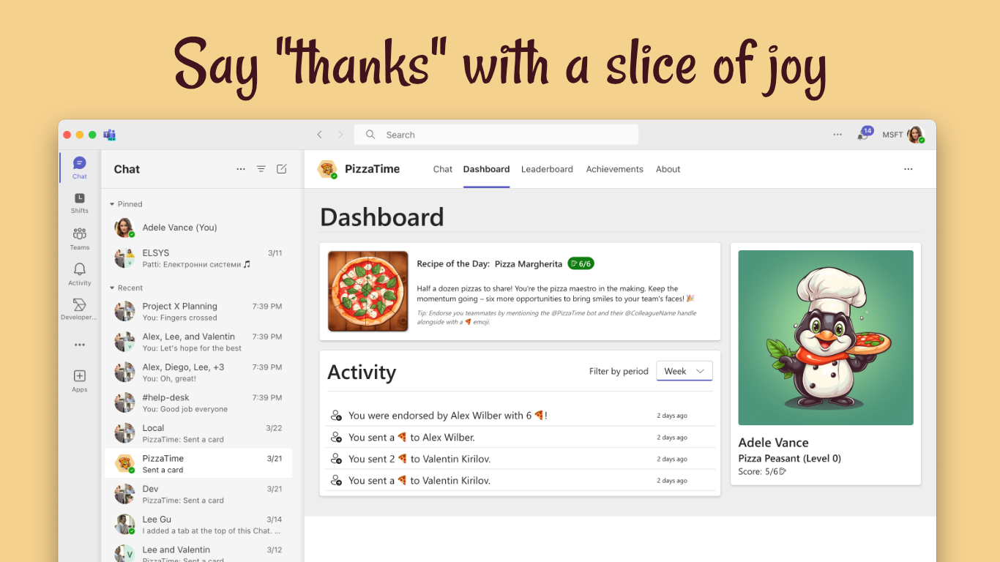 Say "thanks" with a slice of joy
Search
14
MSFT
Chat
Shifts
Teams
Activity
Developer...
Apps
Chat
Pinned
Adele Vance (You)
ELSYS 3/11
Patti: Електронни системи 🎵
Recent
Project X Planning 7:39 PM
You: Fingers crossed
Alex, Lee, and Valentin 7:39 PM
You: Let's hope for the best
Alex, Diego, Lee, +3 7:39 PM
You: Oh, great!
#help-desk 7:39 PM
You: Good job everyone
Local 3/22
PizzaTime: Sent a card
PizzaTime 3/21
Sent a card
Dev 3/21
PizzaTime: Sent a card
Lee Gu 3/14
I added a tab at the top of this Chat. ...
V
Lee and Valentin 3/12
PizzaTime: Sent a card
PizzaTime Chat Dashboard Leaderboard Achievements About
Dashboard
Recipe of the Day: Pizza Margherita 6/6
Half a dozen pizzas to share! You're the pizza maestro in the making. Keep the
momentum going – six more opportunities to bring smiles to your team's faces! 🎉
Tip: Endorse you teammates by mentioning the @PizzaTime bot and their @ColleagueName handle
alongside with a 🍕 emoji.
Activity
Filter by period Week
You were endorsed by Alex Wilber with 6 🍕! 2 days ago
You sent a 🍕 to Alex Wilber. 2 days ago
You sent 2 🍕 to Valentin Kirilov. 2 days ago
You sent a 🍕 to Valentin Kirilov. 2 days ago
Adele Vance
Pizza Peasant (Level 0)
Score: 5/6